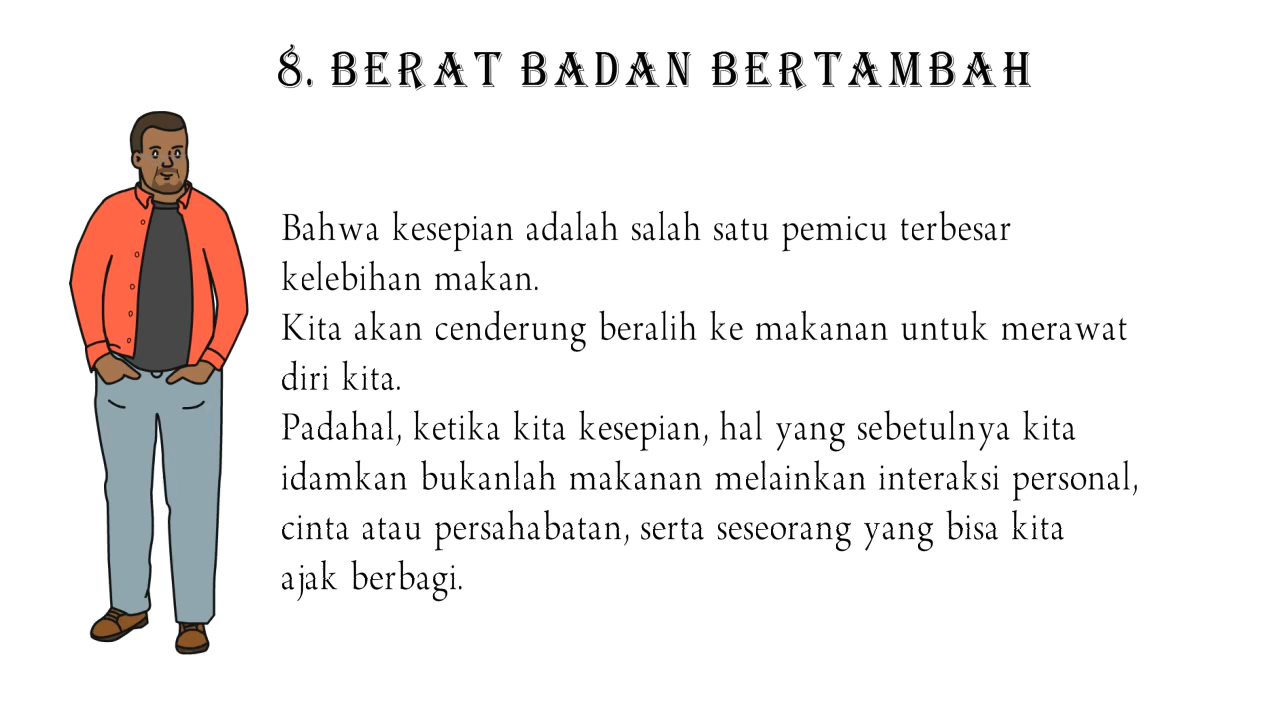 8. BERAT BADAN BERTAMBAH
Bahwa kesepian adalah salah satu pemicu terbesar
kelebihan makan.
Kita akan cenderung beralih ke makanan untuk merawat
diri kita.
Padahal, ketika kita kesepian, hal yang sebetulnya kita
idamkan bukanlah makanan melainkan interaksi personal,
cinta atau persahabatan, serta seseorang yang bisa kita
ajak berbagi.